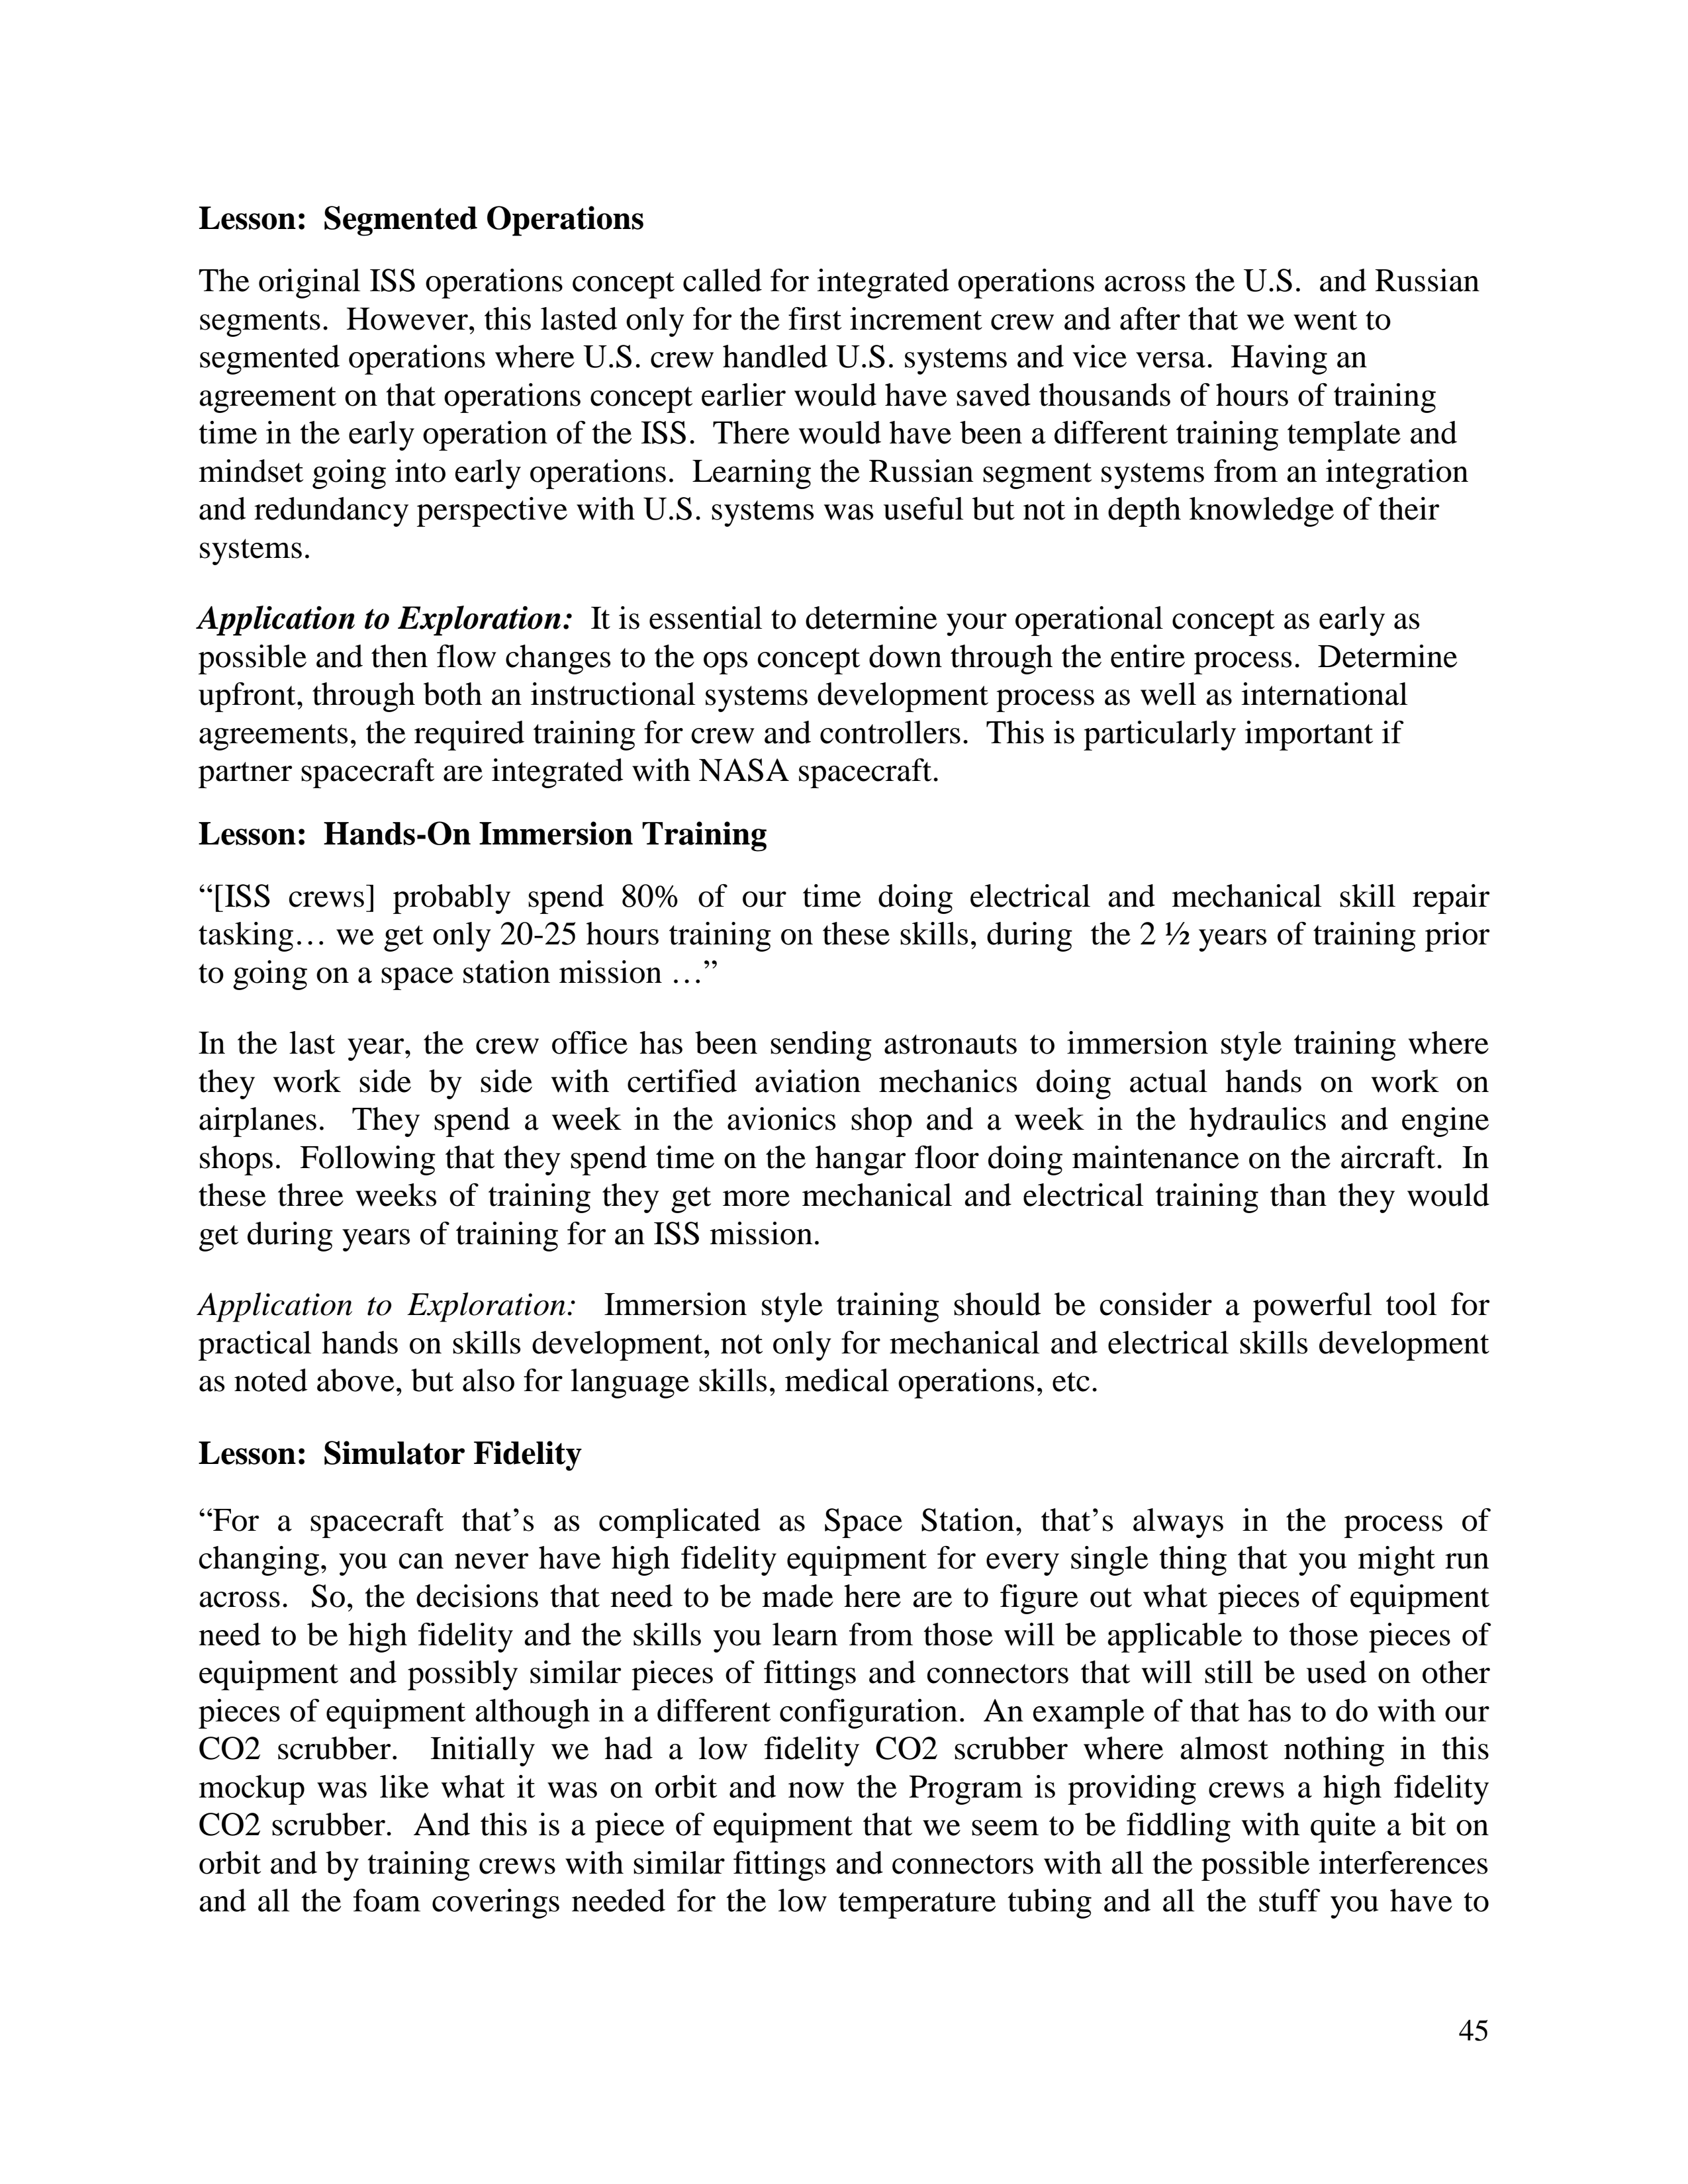 Lesson:  Segmented Operations
The original ISS operations concept called for integrated operations across the U.S.  and Russian
segments.  However, this lasted only for the first increment crew and after that we went to
segmented operations where U.S. crew handled U.S. systems and vice versa.  Having an
agreement on that operations concept earlier would have saved thousands of hours of training
time in the early operation of the ISS.  There would have been a different training template and
mindset going into early operations.  Learning the Russian segment systems from an integration
and redundancy perspective with U.S. systems was useful but not in depth knowledge of their
systems.
Application to Exploration:  It is essential to determine your operational concept as early as
possible and then flow changes to the ops concept down through the entire process.  Determine
upfront, through both an instructional systems development process as well as international
agreements, the required training for crew and controllers.  This is particularly important if
partner spacecraft are integrated with NASA spacecraft.
Lesson:  Hands-On Immersion Training
“[ISS crews] probably spend 80% of our time doing electrical and mechanical skill repair
tasking… we get only 20-25 hours training on these skills, during  the 2 ½ years of training prior
to going on a space station mission …”
In the last year, the crew office has been sending astronauts to immersion style training where
they work side by side with certified aviation mechanics doing actual hands on work on
airplanes.  They spend a week in the avionics shop and a week in the hydraulics and engine
shops.  Following that they spend time on the hangar floor doing maintenance on the aircraft.  In
these three weeks of training they get more mechanical and electrical training than they would
get during years of training for an ISS mission.
Application to Exploration:  Immersion style training should be consider a powerful tool for
practical hands on skills development, not only for mechanical and electrical skills development
as noted above, but also for language skills, medical operations, etc.
Lesson:  Simulator Fidelity
“For a spacecraft that’s as complicated as Space Station, that’s always in the process of
changing, you can never have high fidelity equipment for every single thing that you might run
across.  So, the decisions that need to be made here are to figure out what pieces of equipment
need to be high fidelity and the skills you learn from those will be applicable to those pieces of
equipment and possibly similar pieces of fittings and connectors that will still be used on other
pieces of equipment although in a different configuration.  An example of that has to do with our
CO2 scrubber.  Initially we had a low fidelity CO2 scrubber where almost nothing in this
mockup was like what it was on orbit and now the Program is providing crews a high fidelity
CO2 scrubber.  And this is a piece of equipment that we seem to be fiddling with quite a bit on
orbit and by training crews with similar fittings and connectors with all the possible interferences
and all the foam coverings needed for the low temperature tubing and all the stuff you have to
45